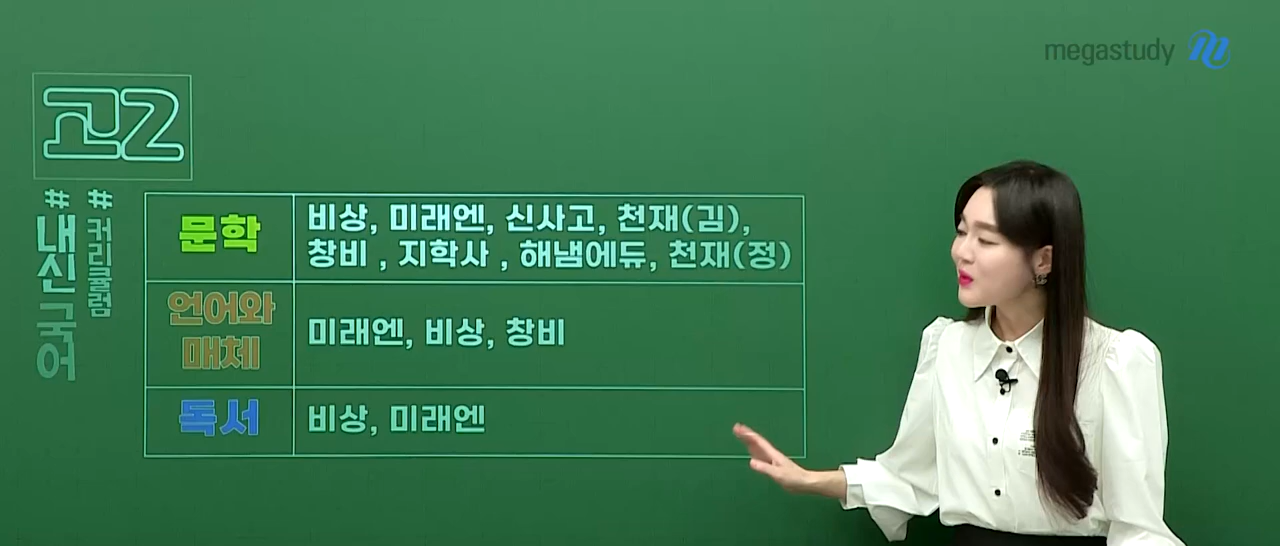 megastudy
고2
#내신국어
#커리큘럼
문학
비상, 미래엔, 신사고, 천재(김),
창비 , 지학사 , 해냄에듀, 천재(정)
언어와
매체
미래엔, 비상, 창비
독서
비상, 미래엔